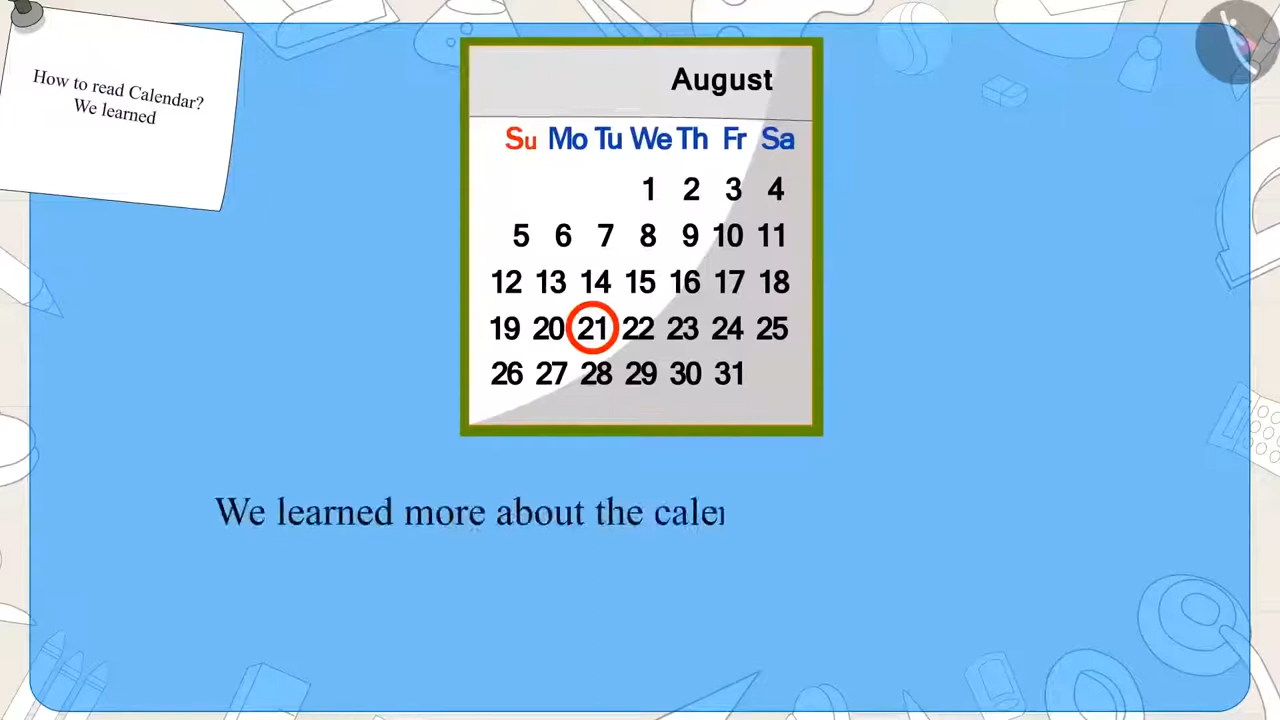 How to read Calendar?
We learned
August
Su Mo Tu We Th Fr Sa
1 2 3 4
5 6 7 8 9 10 11
12 13 14 15 16 17 18
19 20 21 22 23 24 25
26 27 28 29 30 31
We learned more about the